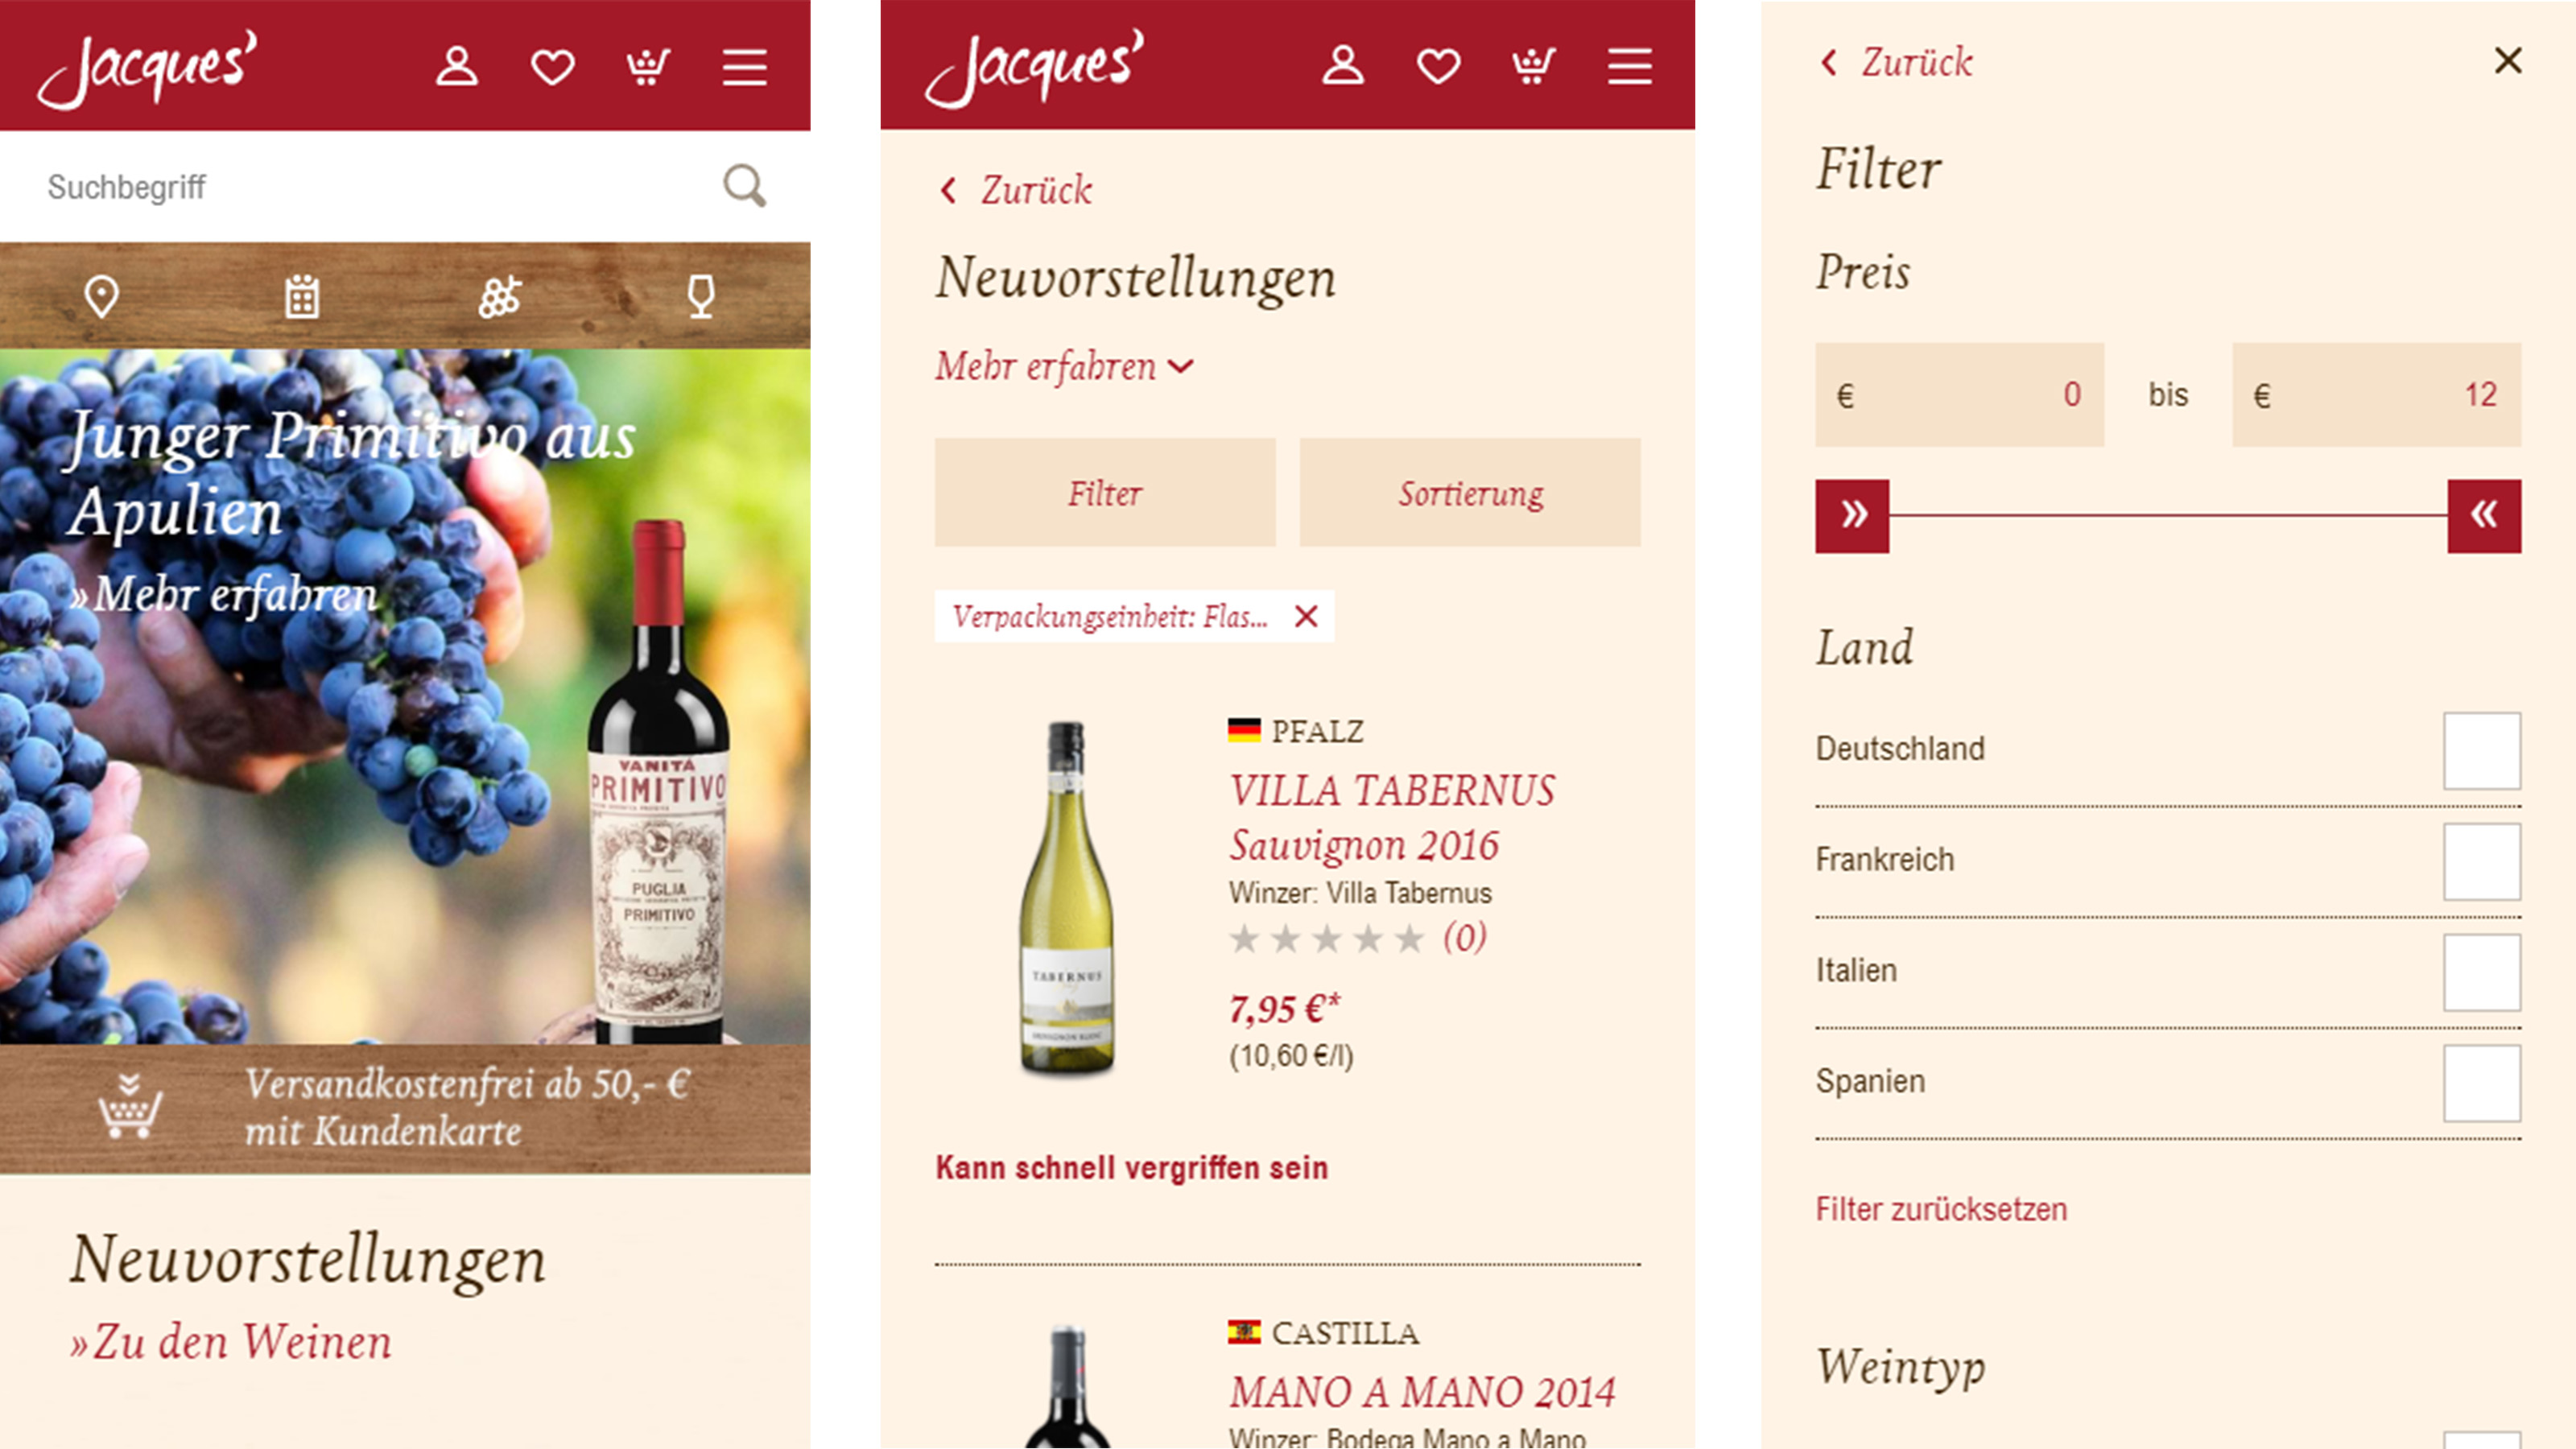 Jacques’
Suchbegriff
Junger Primitivo aus
Apulien
»Mehr erfahren
VANITÁ
PRIMITIVO
PUGLIA
PRIMITIVO
Versandkostenfrei ab 50,- €
mit Kundenkarte
Neuvorstellungen
»Zu den Weinen
Jacques’
Zurück
Neuvorstellungen
Mehr erfahren
Filter
Sortierung
Verpackungseinheit: Flas...
PFALZ
VILLA TABERNUS
Sauvignon 2016
Winzer: Villa Tabernus
(0)
7,95 €*
(10,60 €/l)
TABERNUS
SAUVIGNON BLANC
Kann schnell vergriffen sein
CASTILLA
MANO A MANO 2014
Winzer: Bodega Mano a Mano
Zurück
Filter
Preis
€ 0 bis € 12
» «
Land
Deutschland
Frankreich
Italien
Spanien
Filter zurücksetzen
Weintyp